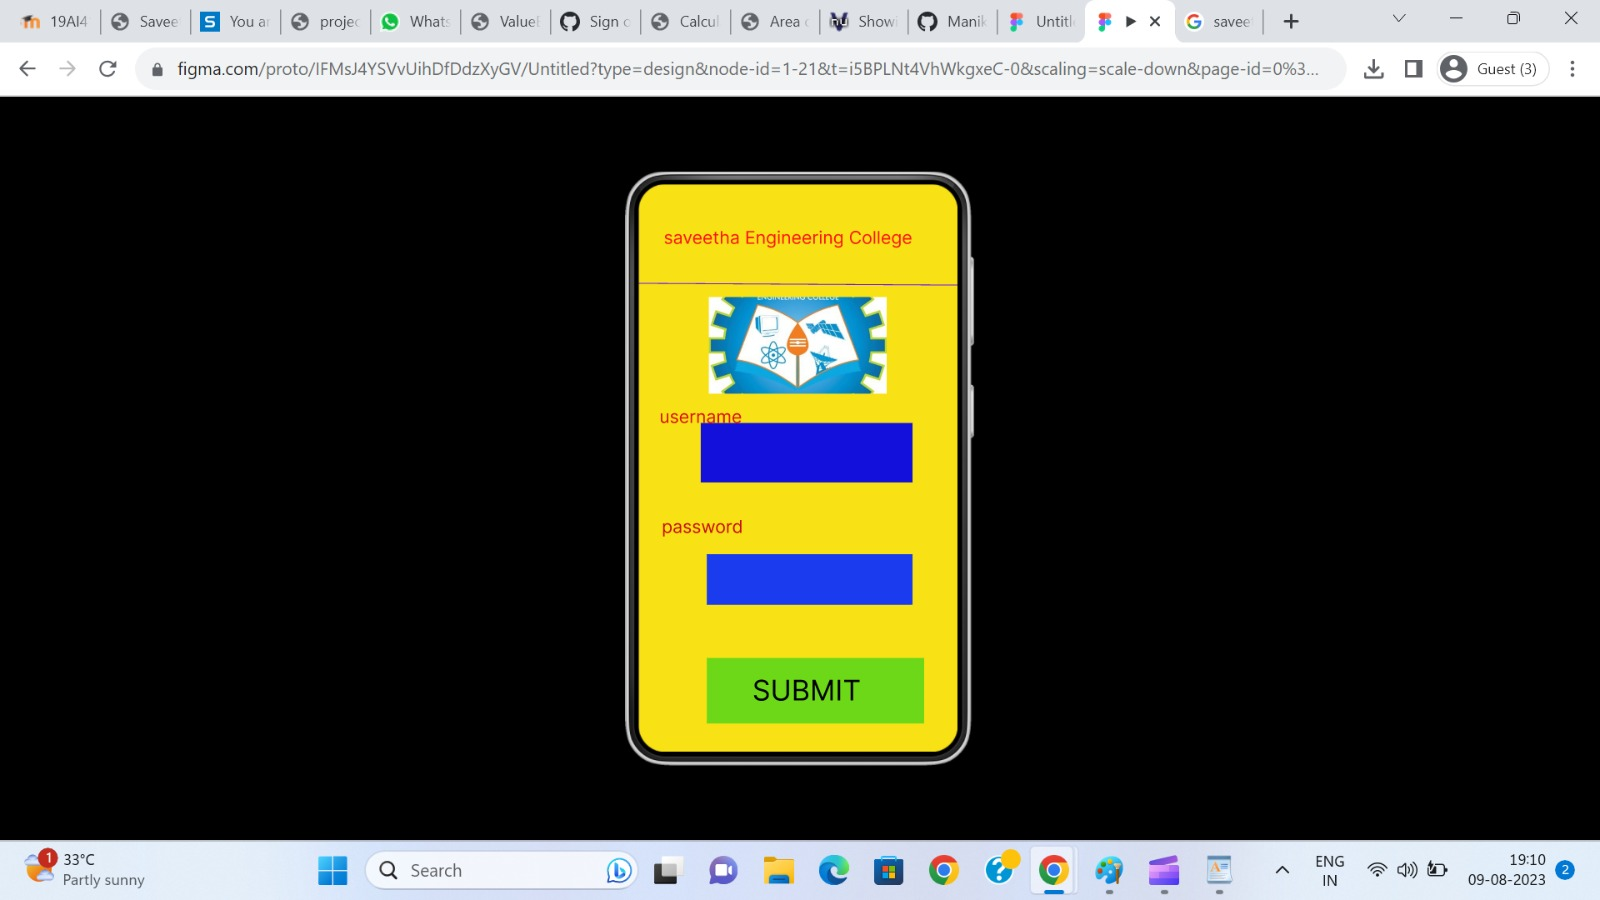 19AI4
Savee
S
You a
projec
Whats
Value
Sign o
Calcul
Area
nu
Showi
Manik
Untitl
savee
figma.com/proto/IFMsJ4YSVvUihDfDdzXyGV/Untitled?type=design&node-id=1-21&t=i5BPLNt4VhWkgxeC-0&scaling=scale-down&page-id=0%3...
Guest (3)
saveetha Engineering College
ENGINEERING COLLEGE
username
password
SUBMIT
1
33°C
Partly sunny
Search
ENG
IN
19:10
09-08-2023
2